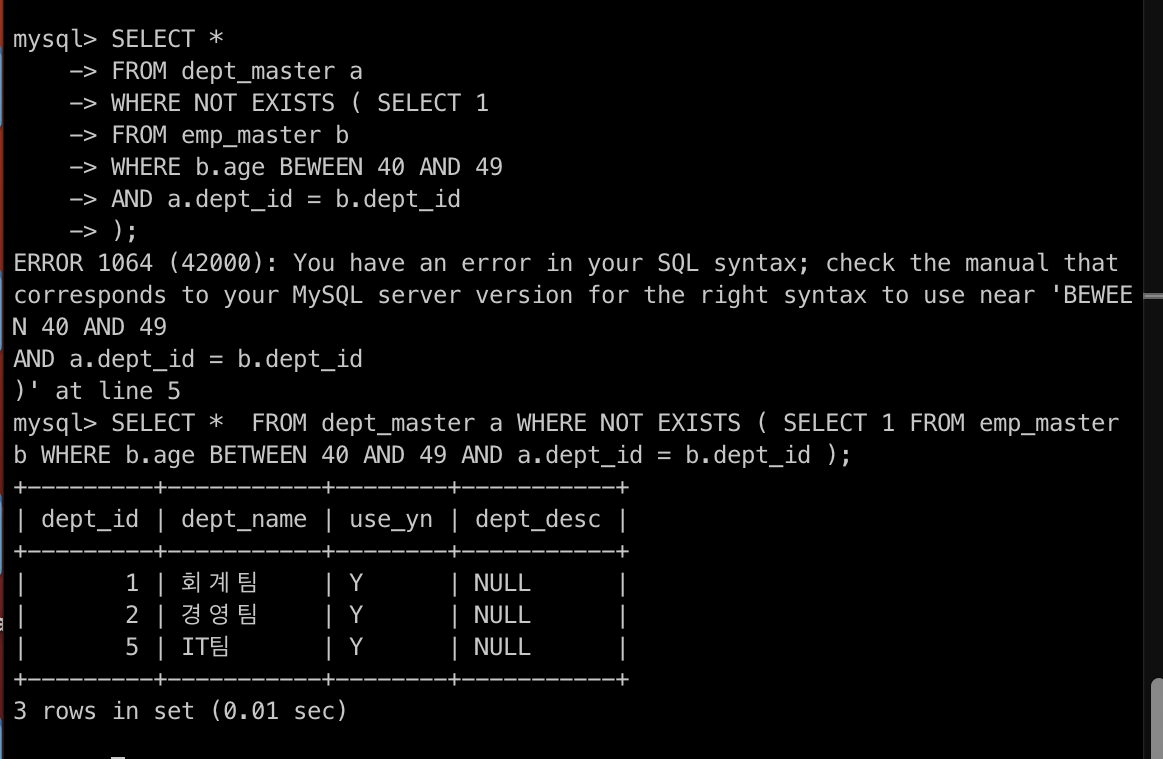 mysql> SELECT *
    -> FROM dept_master a
    -> WHERE NOT EXISTS ( SELECT 1
    -> FROM emp_master b
    -> WHERE b.age BEWEEN 40 AND 49
    -> AND a.dept_id = b.dept_id
    -> );
ERROR 1064 (42000): You have an error in your SQL syntax; check the manual that
corresponds to your MySQL server version for the right syntax to use near 'BEWEE
N 40 AND 49
AND a.dept_id = b.dept_id
)' at line 5
mysql> SELECT *  FROM dept_master a WHERE NOT EXISTS ( SELECT 1 FROM emp_master
b WHERE b.age BETWEEN 40 AND 49 AND a.dept_id = b.dept_id );
+---------+-----------+--------+-----------+
| dept_id | dept_name | use_yn | dept_desc |
+---------+-----------+--------+-----------+
|       1 | 회계팀    | Y      | NULL      |
|       2 | 경영팀    | Y      | NULL      |
|       5 | IT팀      | Y      | NULL      |
+---------+-----------+--------+-----------+
3 rows in set (0.01 sec)